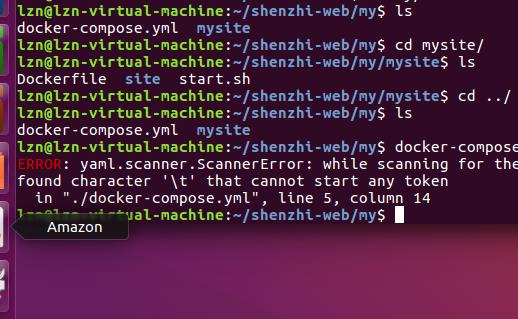 lzn@lzn-virtual-machine:~/shenzhi-web/my$ ls
docker-compose.yml mysite
lzn@lzn-virtual-machine:~/shenzhi-web/my$ cd mysite/
lzn@lzn-virtual-machine:~/shenzhi-web/my/mysite$ ls
Dockerfile site start.sh
lzn@lzn-virtual-machine:~/shenzhi-web/my/mysite$ cd ../
lzn@lzn-virtual-machine:~/shenzhi-web/my$ ls
docker-compose.yml mysite
lzn@lzn-virtual-machine:~/shenzhi-web/my$ docker-compose
ERROR: yaml.scanner.ScannerError: while scanning for the
found character '\t' that cannot start any token
in "./docker-compose.yml", line 5, column 14
lzn@lzn-virtual-machine:~/shenzhi-web/my$
Amazon